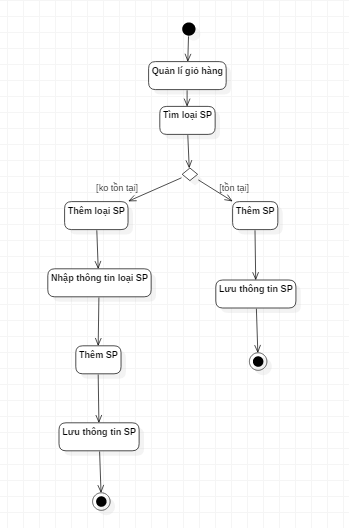 Quản lí giỏ hàng
Tìm loại SP
[ko tồn tại]
[tồn tại]
Thêm loại SP
Thêm SP
Nhập thông tin loại SP
Lưu thông tin SP
Thêm SP
Lưu thông tin SP